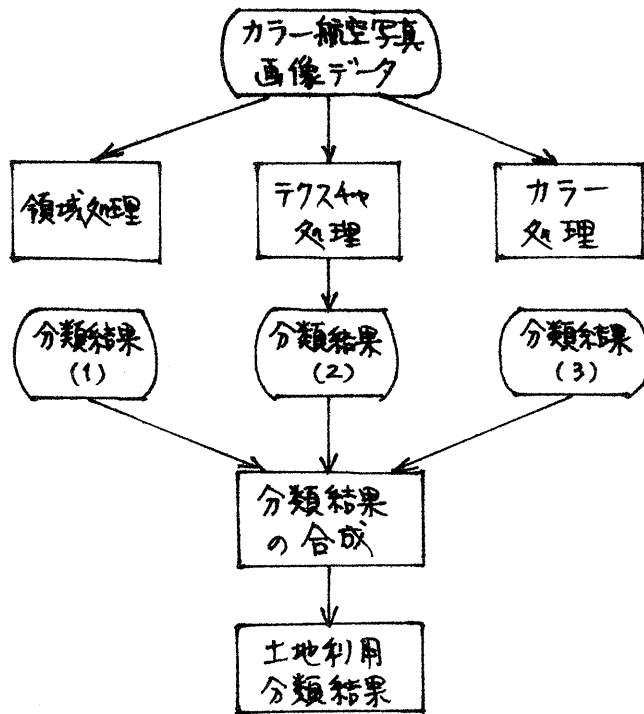 カラー航空写真
画像データ
領域処理
テクスチャ
処理
カラー
処理
分類結果
(1)
分類結果
(2)
分類結果
(3)
分類結果
の合成
土地利用
分類結果